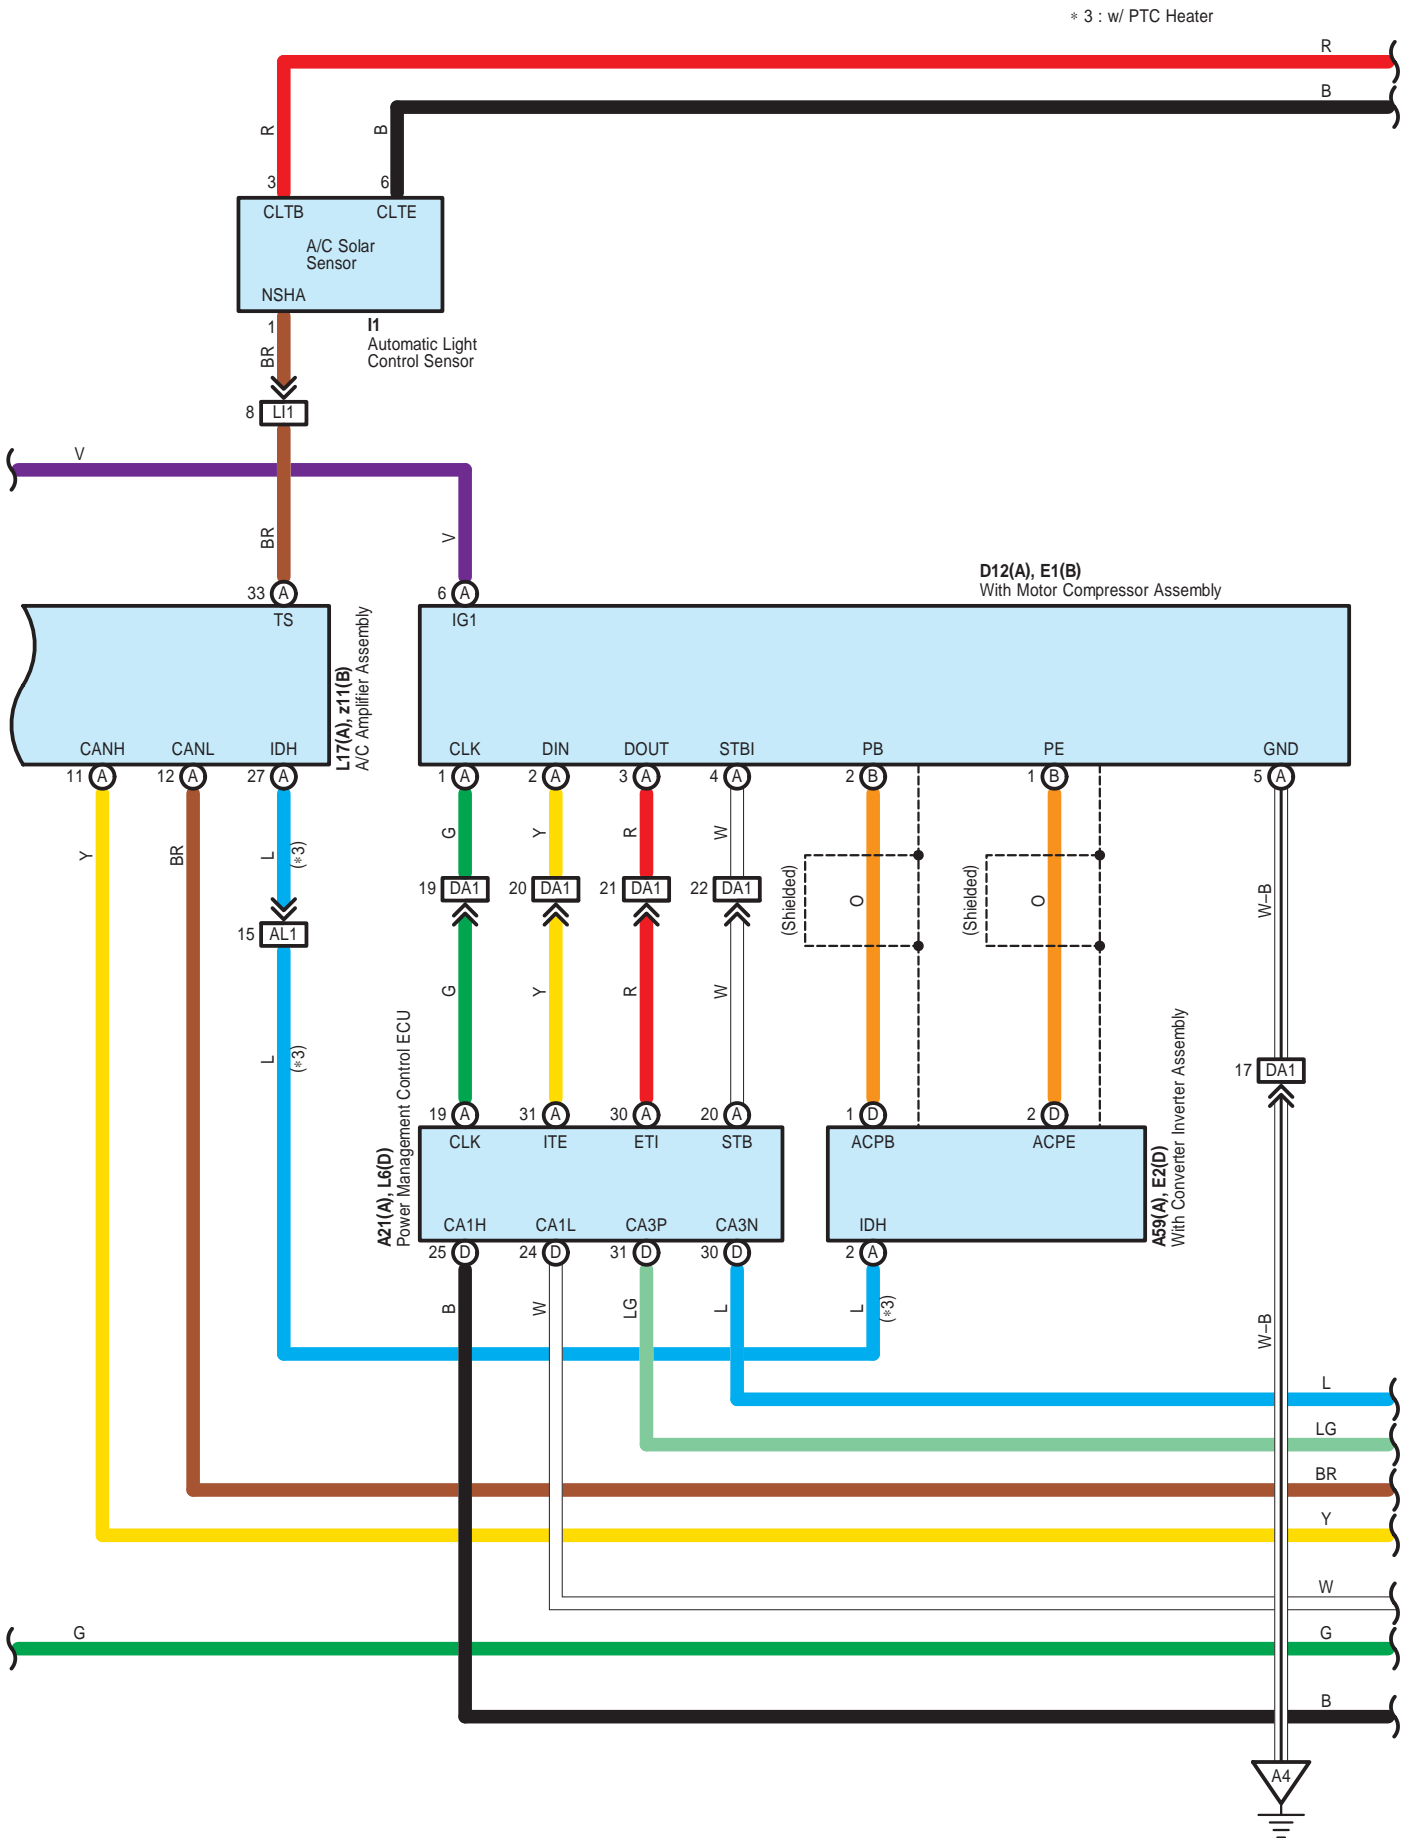 ∗ 3 : w/ PTC Heater
R
B
R
B
3
6
CLTB
CLTE
A/C Solar
Sensor
NSHA
1
I1
Automatic Light
Control Sensor
BR
8
LI1
V
BR
V
33
A
6
A
D12(A), E1(B)
With Motor Compressor Assembly
TS
IG1
L17(A), z11(B)
A/C Amplifier Assembly
CANH
CANL
IDH
CLK
DIN
DOUT
STBI
PB
PE
GND
11
A
12
A
27
A
1
A
2
A
3
A
4
A
2
B
1
B
5
A
Y
BR
L
(∗3)
G
Y
R
W
(Shielded)
O
(Shielded)
O
W–B
19
DA1
20
DA1
21
DA1
22
DA1
15
AL1
G
Y
R
W
L
(∗3)
17
DA1
A21(A), L6(D)
Power Management Control ECU
A59(A), E2(D)
With Converter Inverter Assembly
19
A
31
A
30
A
20
A
1
D
2
D
CLK
ITE
ETI
STB
ACPB
ACPE
CA1H
CA1L
CA3P
CA3N
IDH
25
D
24
D
31
D
30
D
2
A
B
W
LG
L
L
(∗3)
W–B
L
LG
BR
Y
W
G
G
B
A4